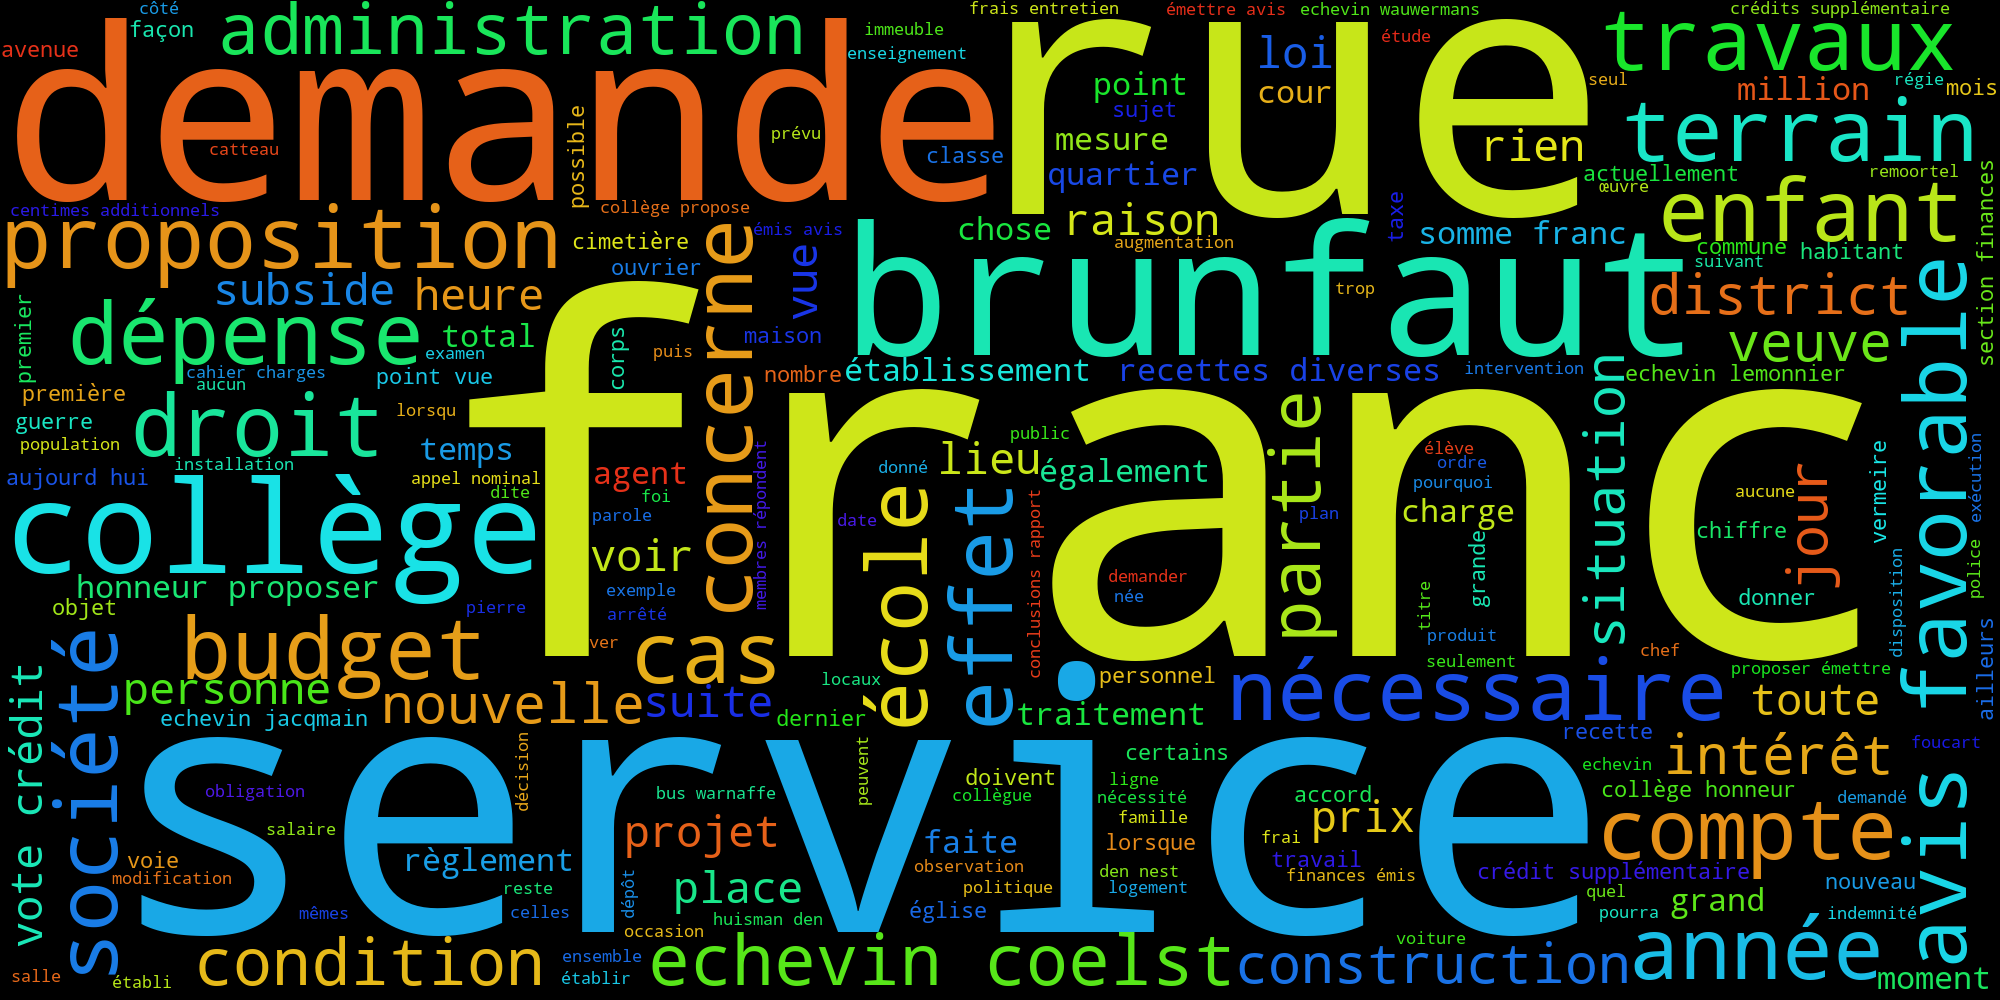 côté
façon
administration
immeuble
enseignement
frais entretien
émettre avis
echevin wauwermans
étude
crédits supplémentaire
travaux
avenue
demande
rue
loi
point
cour
sujet
seul
million
régie
mois
catteau
possible
prévu
classe
mesure
rien
terrain
quartier
actuellement
remoortel
œuvre
centimes additionnels
collège propose
proposition
cimetière
émis avis
chose
raison
augmentation
taxe
somme franc
enfant
commune
habitant
suivant
section finances
ouvrier
concerne
vue
brunfaut
trop
subside
heure
district
premier
dépense
total
corps
puis
maison
veuve
examen
cahier charges
aucun
point vue
nombre
établissement
recettes diverses
intervention
echevin lemonnier
avis favorable
première
droit
lorsqu
franc
guerre
population
temps
public
lieu
partie
situation
élève
ordre
pourquoi
aujourd hui
installation
appel nominal
dite
agent
foi
parole
membres répondent
donné
également
aucune
jour
vermeire
exécution
collège
date
école
effet
conclusions rapport
plan
charge
chiffre
voir
grande
police
honneur proposer
exemple
demander
née
titre
donner
disposition
objet
pierre
arrêté
ver
produit
société
budget
cas
seulement
chef
ailleurs
vote crédit
personne
locaux
personnel
nécessaire
proposer émettre
toute
echevin jacqmain
nouvelle
suite
dernier
traitement
recette
foucart
service
décision
peuvent
certains
intérêt
echevin
obligation
bus warnaffe
doivent
collègue
ligne
nécessité
famille
accord
collège honneur
demandé
salaire
projet
faite
lorsque
frai
prix
compte
voie
modification
règlement
observation
travail
finances émis
crédit supplémentaire
reste
dépôt
place
politique
den nest
logement
quel
nouveau
mêmes
celles
huisman den
église
pourra
grand
indemnité
occasion
voiture
salle
établi
condition
ensemble
établir
echevin coelst
construction
année
moment